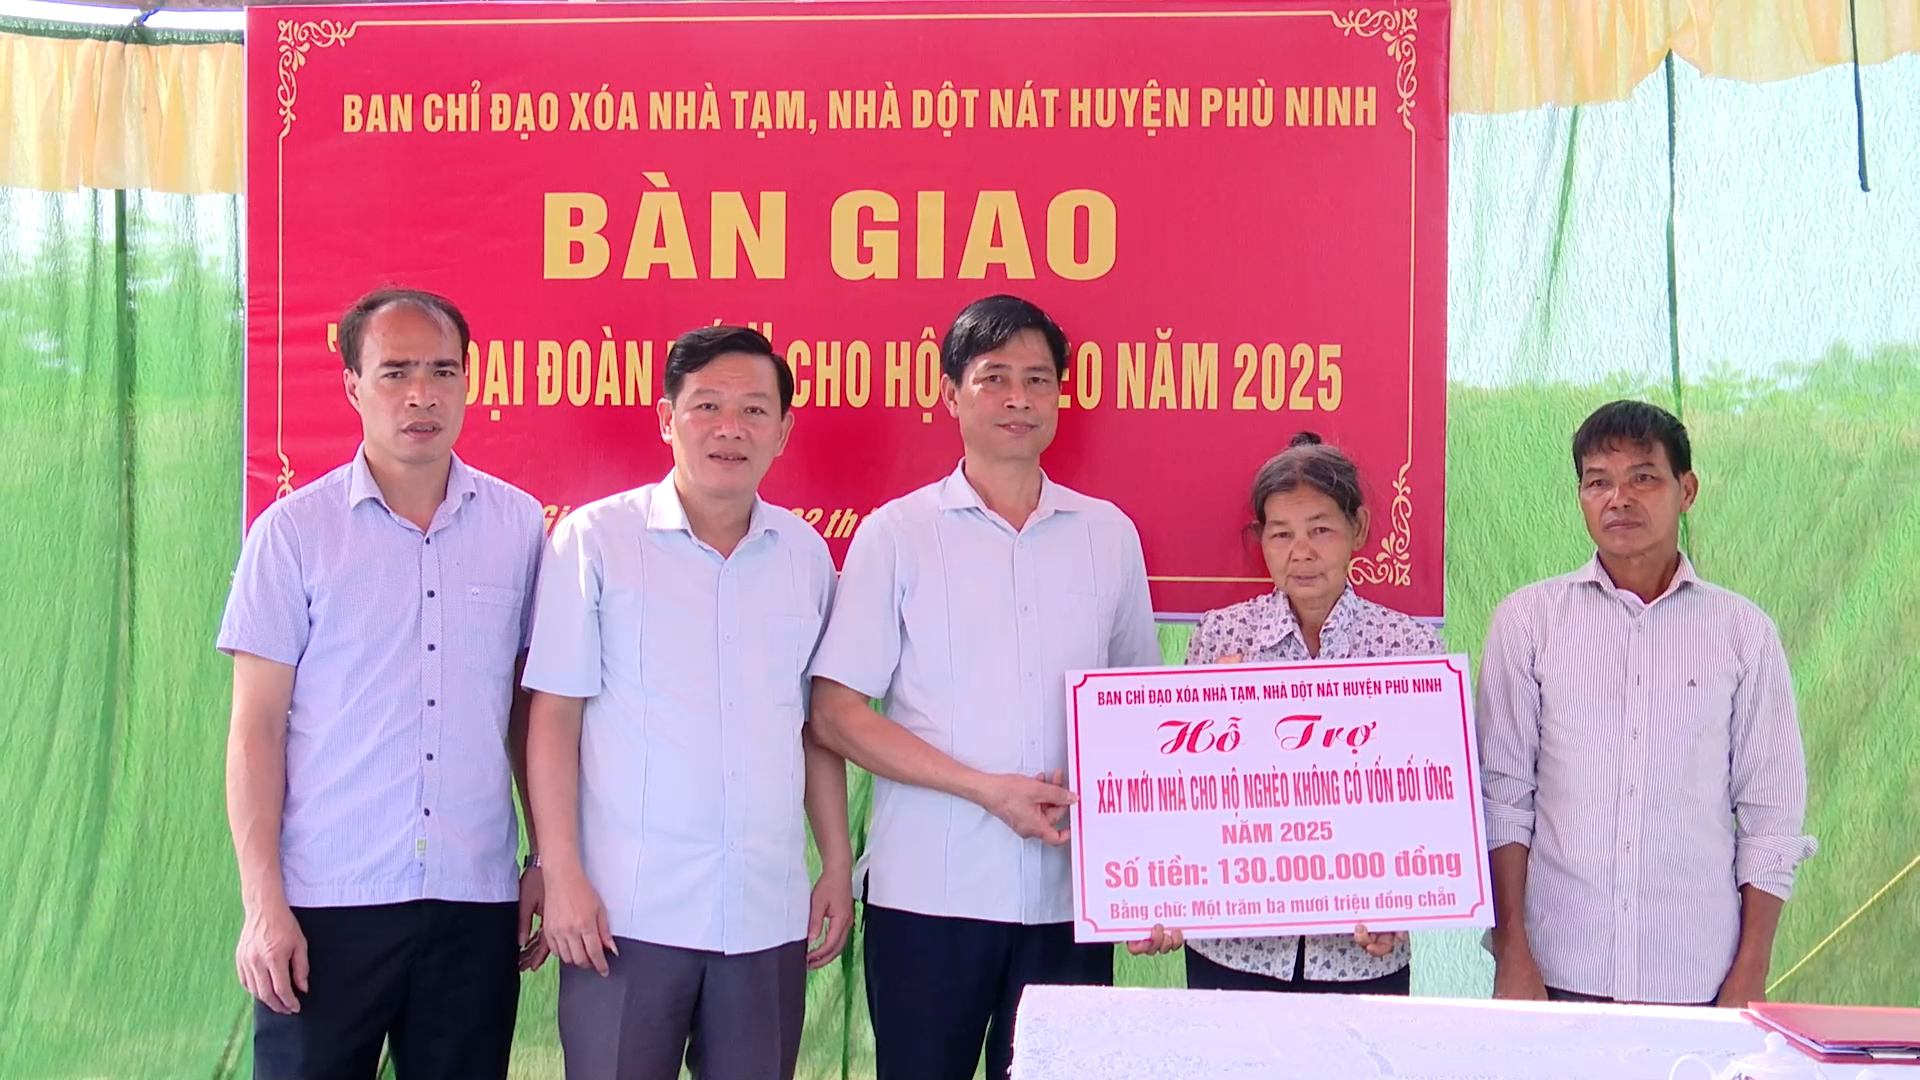 BAN CHỈ ĐẠO XÓA NHÀ TẠM, NHÀ DỘT NÁT HUYỆN PHÙ NINH
BÀN GIAO
ĐOÀN CHO HỘ NĂM 2025
BAN CHỈ ĐẠO XÓA NHÀ TẠM, NHÀ DỘT NÁT HUYỆN PHÙ NINH
Hỗ Trợ
XÂY MỚI NHÀ CHO HỘ NGHÈO KHÔNG CÓ VỐN ĐỐI ỨNG
NĂM 2025
Số tiền: 130.000.000 đồng
Bằng chữ: Một trăm ba mươi triệu đồng chẵn